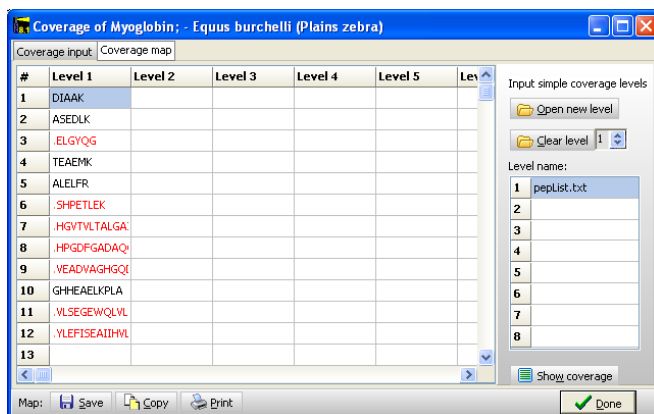 Coverage of Myoglobin; - Equus burchelli (Plains zebra)
Coverage input Coverage map
# Level 1 Level 2 Level 3 Level 4 Level 5
1 DIAAK
2 ASEDLK
3 .ELGYQG
4 TEAEMK
5 ALELFR
6 .SHPETLEK
7 .HGVTVLTALGA
8 .HPGDFGADAQ
9 .VEADVAGHGQ
10 GHHEAELKPLA
11 .VLSEGEWQLVL
12 .YLEFISEAIIHVL
13
Input simple coverage levels
Open new level
Clear level 1
Level name:
1 pepList.txt
2
3
4
5
6
7
8
Show coverage
Map: Save Copy Print
Done